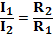 I₁/I₂ = R₂/R₁